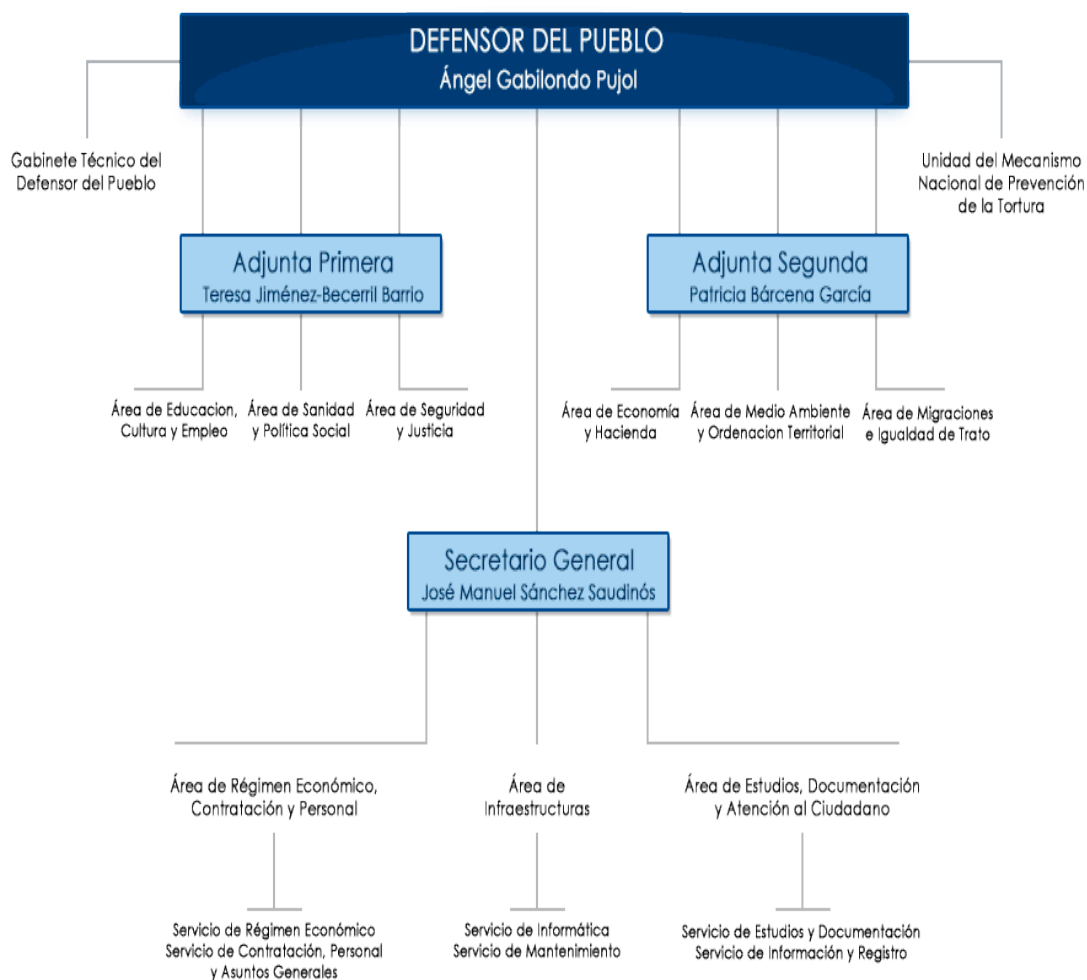 DEFENSOR DEL PUEBLO
Ángel Gabilondo Pujol
Gabinete Técnico del
Defensor del Pueblo
Unidad del Mecanismo
Nacional de Prevención
de la Tortura
Adjunta Primera
Teresa Jiménez-Becerril Barrio
Adjunta Segunda
Patricia Bárcena García
Área de Educacion,
Cultura y Empleo
Área de Sanidad
y Política Social
Área de Seguridad
y Justicia
Área de Economía
y Hacienda
Área de Medio Ambiente
y Ordenacion Territorial
Área de Migraciones
e Igualdad de Trato
Secretario General
José Manuel Sánchez Saudinós
Área de Régimen Económico,
Contratación y Personal
Área de
Infraestructuras
Área de Estudios, Documentación
y Atención al Ciudadano
Servicio de Régimen Económico
Servicio de Contratación, Personal
y Asuntos Generales
Servicio de Informática
Servicio de Mantenimiento
Servicio de Estudios y Documentación
Servicio de Información y Registro